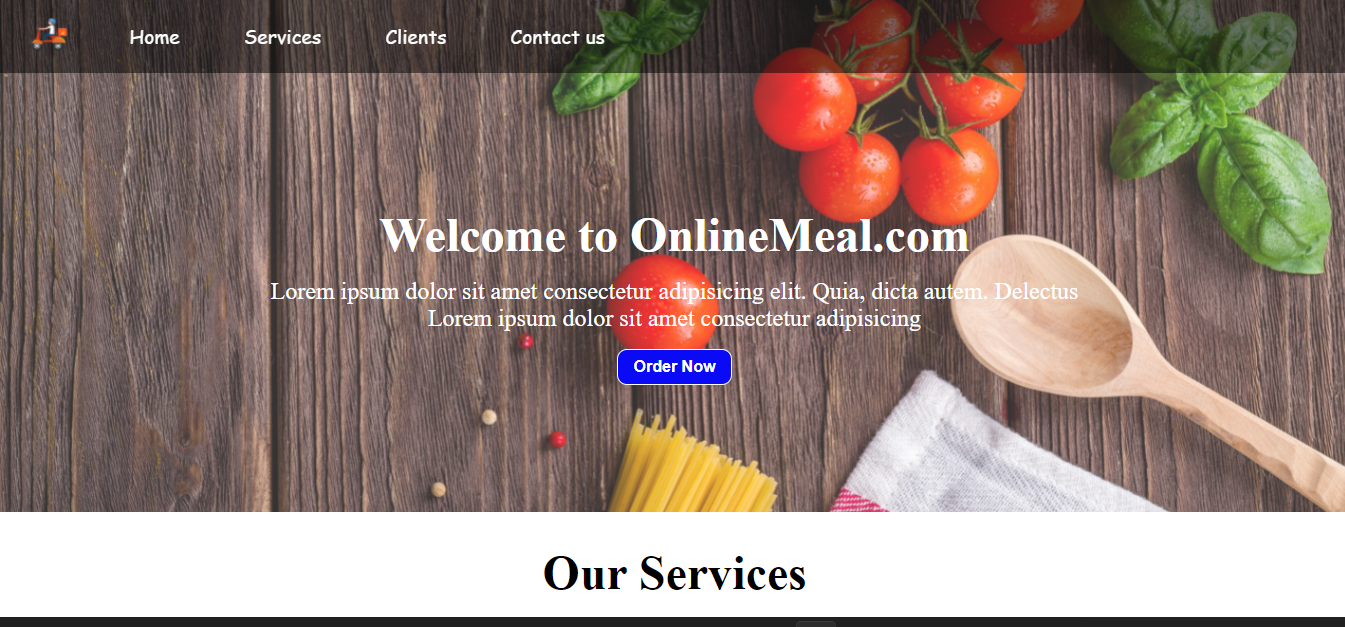 Home Services Clients Contact us
Welcome to OnlineMeal.com
Lorem ipsum dolor sit amet consectetur adipisicing elit. Quia, dicta autem. Delectus
Lorem ipsum dolor sit amet consectetur adipisicing
Order Now
Our Services